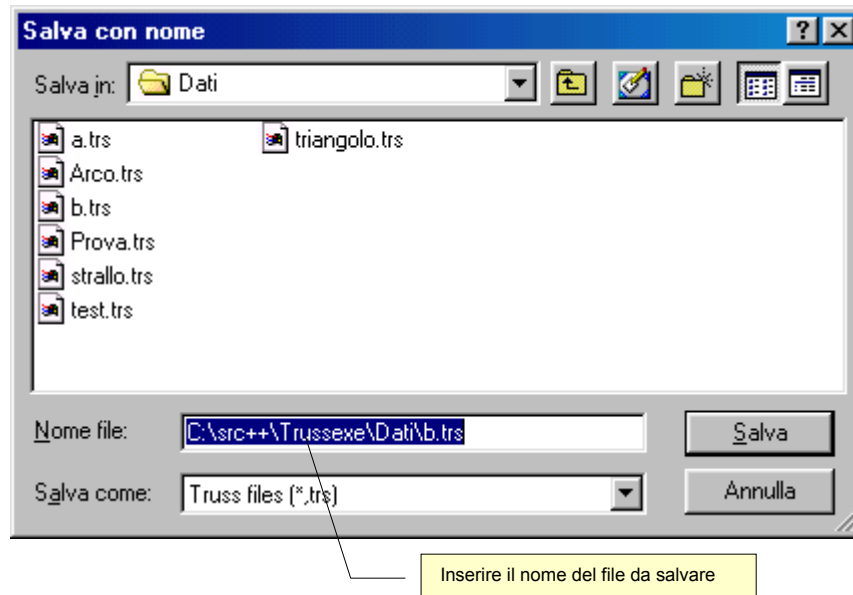 Salva con nome
Salva in: Dati
a.trs
Arco.trs
b.trs
Prova.trs
strallo.trs
test.trs
triangolo.trs
Nome file: C:\src++\Trussexe\Dati\b.trs Salva
Salva come: Truss files (*,trs) Annulla
Inserire il nome del file da salvare